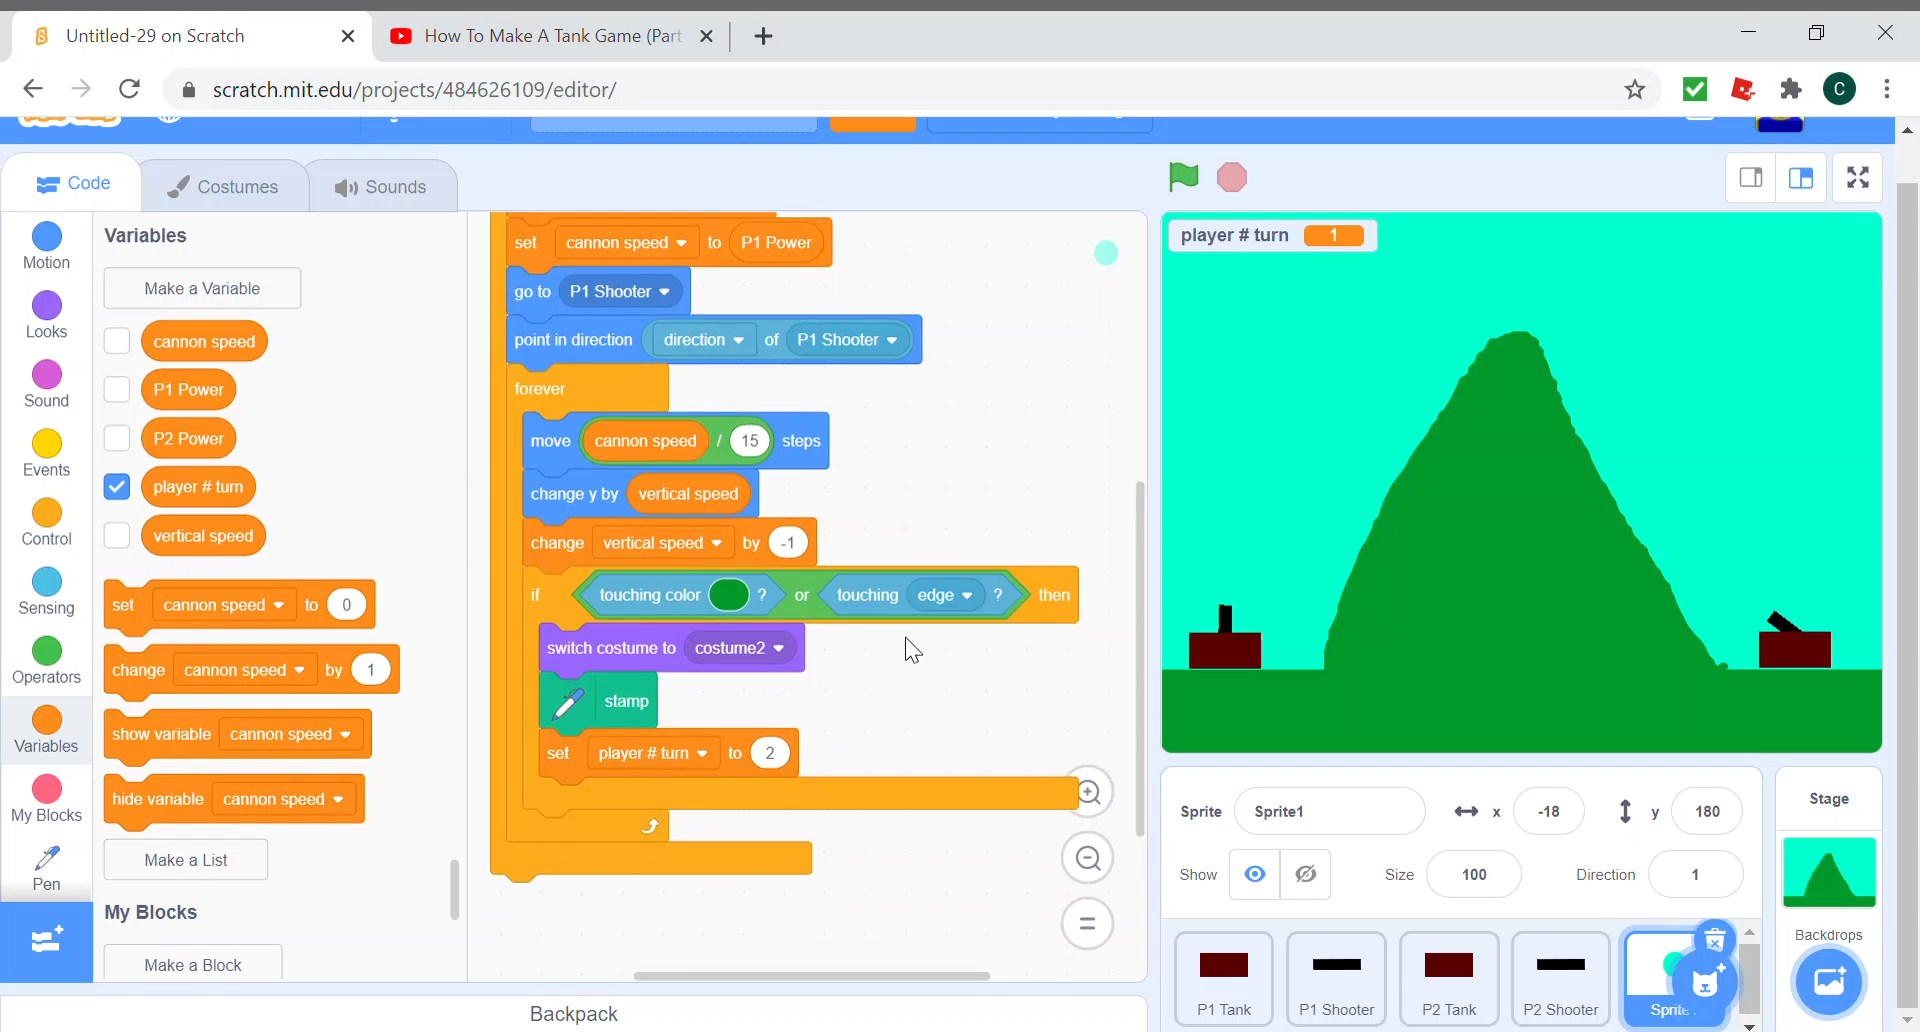 Untitled-29 on Scratch
How To Make A Tank Game (Part
scratch.mit.edu/projects/484626109/editor/
C
Code
Costumes
Sounds
Motion
Looks
Sound
Events
Control
Sensing
Operators
Variables
My Blocks
Pen
Variables
Make a Variable
cannon speed
P1 Power
P2 Power
player # turn
vertical speed
set cannon speed to 0
change cannon speed by 1
show variable cannon speed
hide variable cannon speed
Make a List
My Blocks
Make a Block
set cannon speed to P1 Power
go to P1 Shooter
point in direction direction of P1 Shooter
forever
move cannon speed / 15 steps
change y by vertical speed
change vertical speed by -1
if touching color ? or touching edge ? then
switch costume to costume2
stamp
set player # turn to 2
Backpack
player # turn 1
Sprite Sprite1 x -18 y 180
Show Size 100 Direction 1
P1 Tank
P1 Shooter
P2 Tank
P2 Shooter
Stage
Backdrops